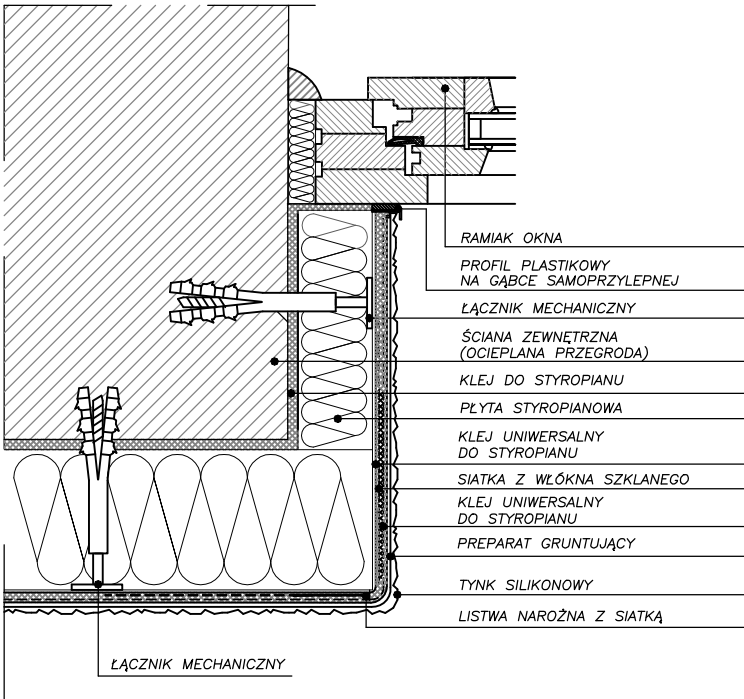 RAMIAK OKNA
PROFIL PLASTIKOWY
NA GĄBCE SAMOPRZYLEPNEJ
ŁĄCZNIK MECHANICZNY
ŚCIANA ZEWNĘTRZNA
(OCIEPLANA PRZEGRODA)
KLEJ DO STYROPIANU
PŁYTA STYROPIANOWA
KLEJ UNIWERSALNY
DO STYROPIANU
SIATKA Z WŁÓKNA SZKLANEGO
KLEJ UNIWERSALNY
DO STYROPIANU
PREPARAT GRUNTUJĄCY
TYNK SILIKONOWY
LISTWA NAROŻNA Z SIATKĄ
ŁĄCZNIK MECHANICZNY